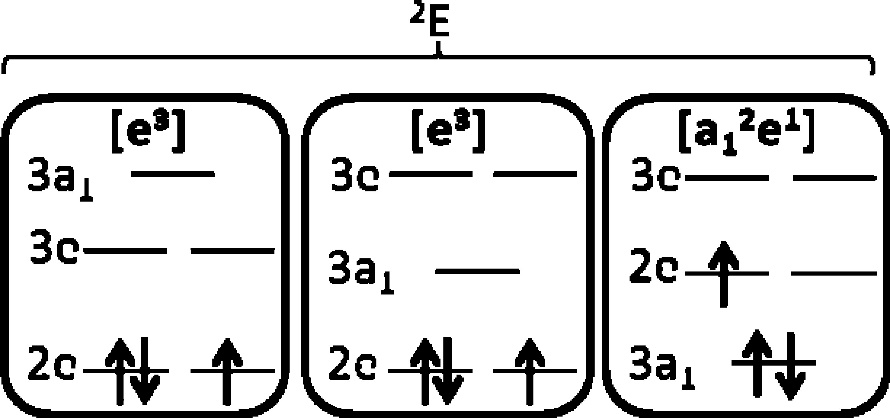 ²E
[e³] [e³] [a₁²e¹]
3a₁ 3e 3e
3e 3a₁ 2e
2e 2e 3a₁